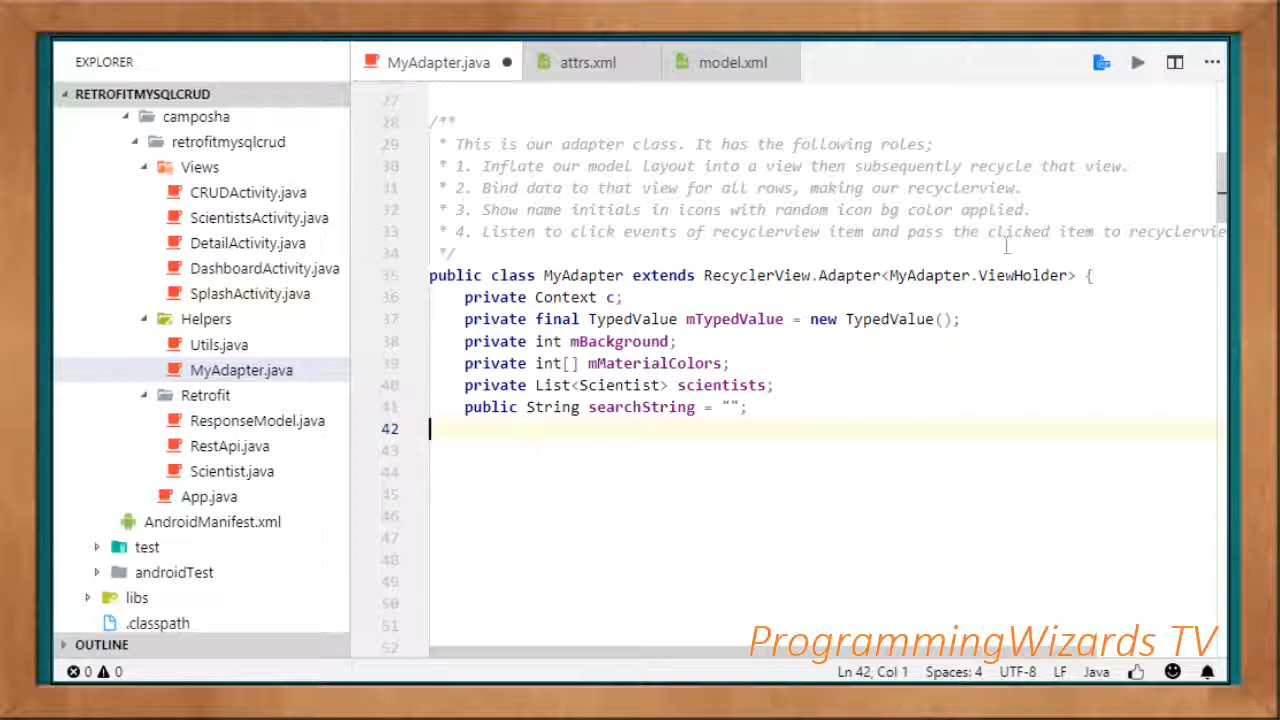 EXPLORER
MyAdapter.java
attrs.xml
model.xml
RETROFITMYSQLCRUD
camposha
retrofitmysqlcrud
Views
CRUDActivity.java
ScientistsActivity.java
DetailActivity.java
DashboardActivity.java
SplashActivity.java
Helpers
Utils.java
MyAdapter.java
Retrofit
ResponseModel.java
RestApi.java
Scientist.java
App.java
AndroidManifest.xml
test
androidTest
libs
.classpath
OUTLINE
27
28 /**
29 * This is our adapter class. It has the following roles;
30 * 1. Inflate our model layout into a view then subsequently recycle that view.
31 * 2. Bind data to that view for all rows, making our recyclerview.
32 * 3. Show name initials in icons with random icon bg color applied.
33 * 4. Listen to click events of recyclerview item and pass the clicked item to recyclervie
34 */
35 public class MyAdapter extends RecyclerView.Adapter<MyAdapter.ViewHolder> {
36 private Context c;
37 private final TypedValue mTypedValue = new TypedValue();
38 private int mBackground;
39 private int[] mMaterialColors;
40 private List<Scientist> scientists;
41 public String searchString = "";
42
43
44
45
46
47
48
49
50
51
52
ProgrammingWizards TV
0 0
Ln 42, Col 1 Spaces: 4 UTF-8 LF Java